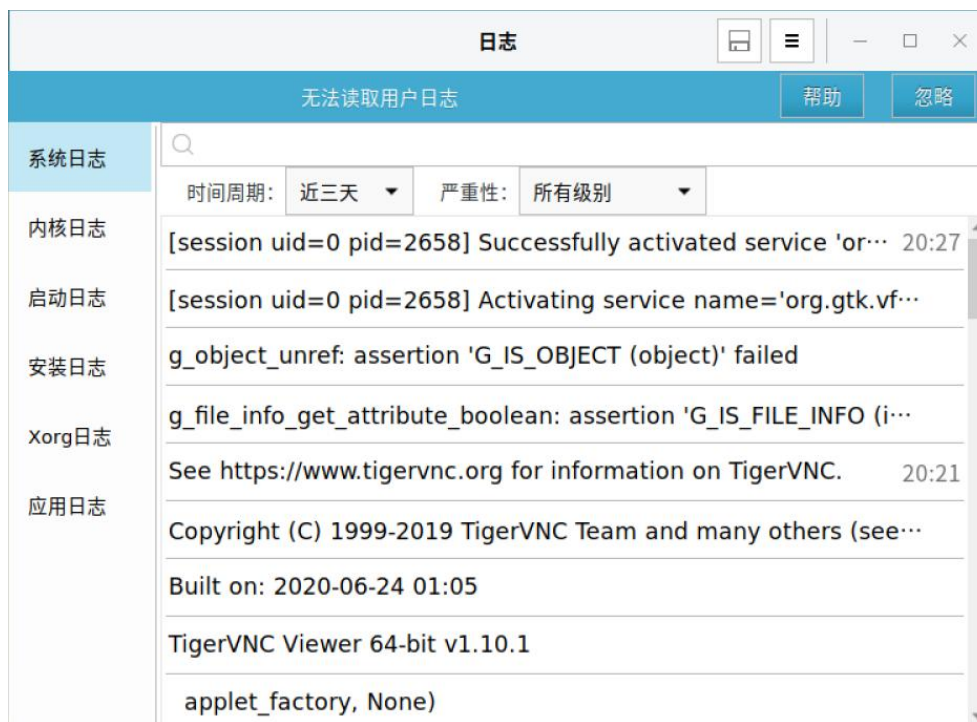 日志
无法读取用户日志 帮助 忽略
系统日志
内核日志
启动日志
安装日志
Xorg日志
应用日志
时间周期： 近三天 严重性： 所有级别
[session uid=0 pid=2658] Successfully activated service 'or··· 20:27
[session uid=0 pid=2658] Activating service name='org.gtk.vf···
g_object_unref: assertion 'G_IS_OBJECT (object)' failed
g_file_info_get_attribute_boolean: assertion 'G_IS_FILE_INFO (i···
See https://www.tigervnc.org for information on TigerVNC. 20:21
Copyright (C) 1999-2019 TigerVNC Team and many others (see···
Built on: 2020-06-24 01:05
TigerVNC Viewer 64-bit v1.10.1
applet_factory, None)